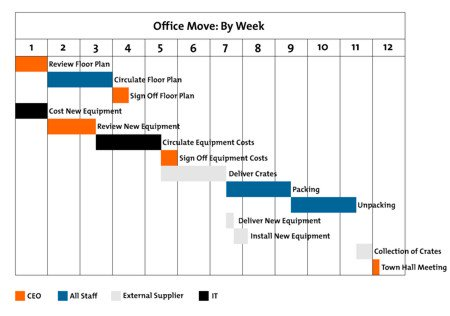 Office Move: By Week
1 2 3 4 5 6 7 8 9 10 11 12
Review Floor Plan
Circulate Floor Plan
Sign Off Floor Plan
Cost New Equipment
Review New Equipment
Circulate Equipment Costs
Sign Off Equipment Costs
Deliver Crates
Packing
Unpacking
Deliver New Equipment
Install New Equipment
Collection of Crates
Town Hall Meeting
CEO All Staff External Supplier IT